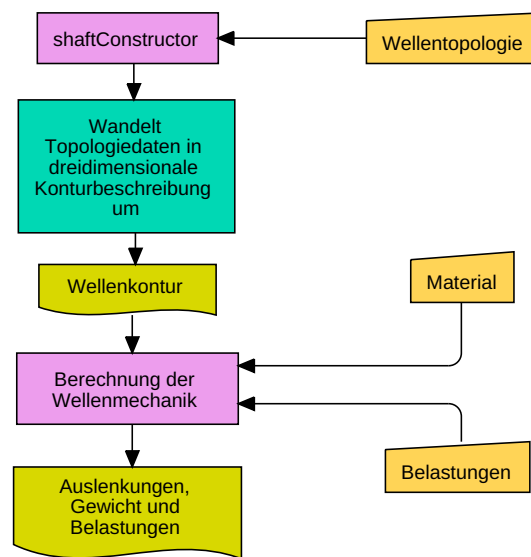 shaftConstructor
Wellentopologie
Wandelt
Topologiedaten in
dreidimensionale
Konturbeschreibung
um
Wellenkontur
Material
Berechnung der
Wellenmechanik
Belastungen
Auslenkungen,
Gewicht und
Belastungen